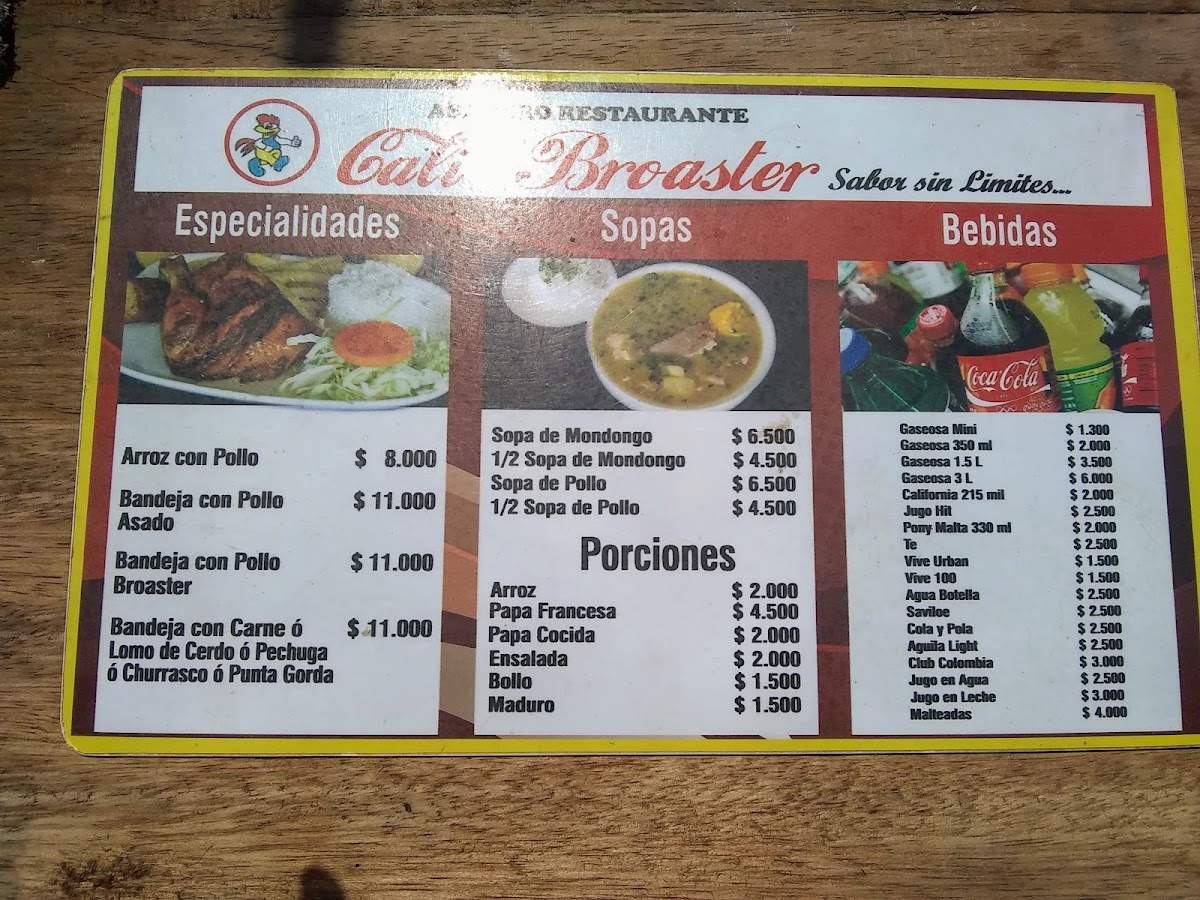 RESTAURANTE
Cali Broaster Sabor sin Limites...
Especialidades
Arroz con Pollo $ 8.000
Bandeja con Pollo $ 11.000
Asado
Bandeja con Pollo $ 11.000
Broaster
Bandeja con Carne ó $ 11.000
Lomo de Cerdo ó Pechuga
ó Churrasco ó Punta Gorda
Sopas
Sopa de Mondongo $ 6.500
1/2 Sopa de Mondongo $ 4.500
Sopa de Pollo $ 6.500
1/2 Sopa de Pollo $ 4.500
Porciones
Arroz $ 2.000
Papa Francesa $ 4.500
Papa Cocida $ 2.000
Ensalada $ 2.000
Bollo $ 1.500
Maduro $ 1.500
Bebidas
Coca-Cola
Gaseosa Mini $ 1.300
Gaseosa 350 ml $ 2.000
Gaseosa 1.5 L $ 3.500
Gaseosa 3 L $ 6.000
California 215 mil $ 2.000
Jugo Hit $ 2.500
Pony Malta 330 ml $ 2.000
Te $ 2.500
Vive Urban $ 1.500
Vive 100 $ 1.500
Agua Botella $ 2.500
Saviloe $ 2.500
Cola y Pola $ 2.500
Aguila Light $ 2.500
Club Colombia $ 3.000
Jugo en Agua $ 2.500
Jugo en Leche $ 3.000
Malteadas $ 4.000